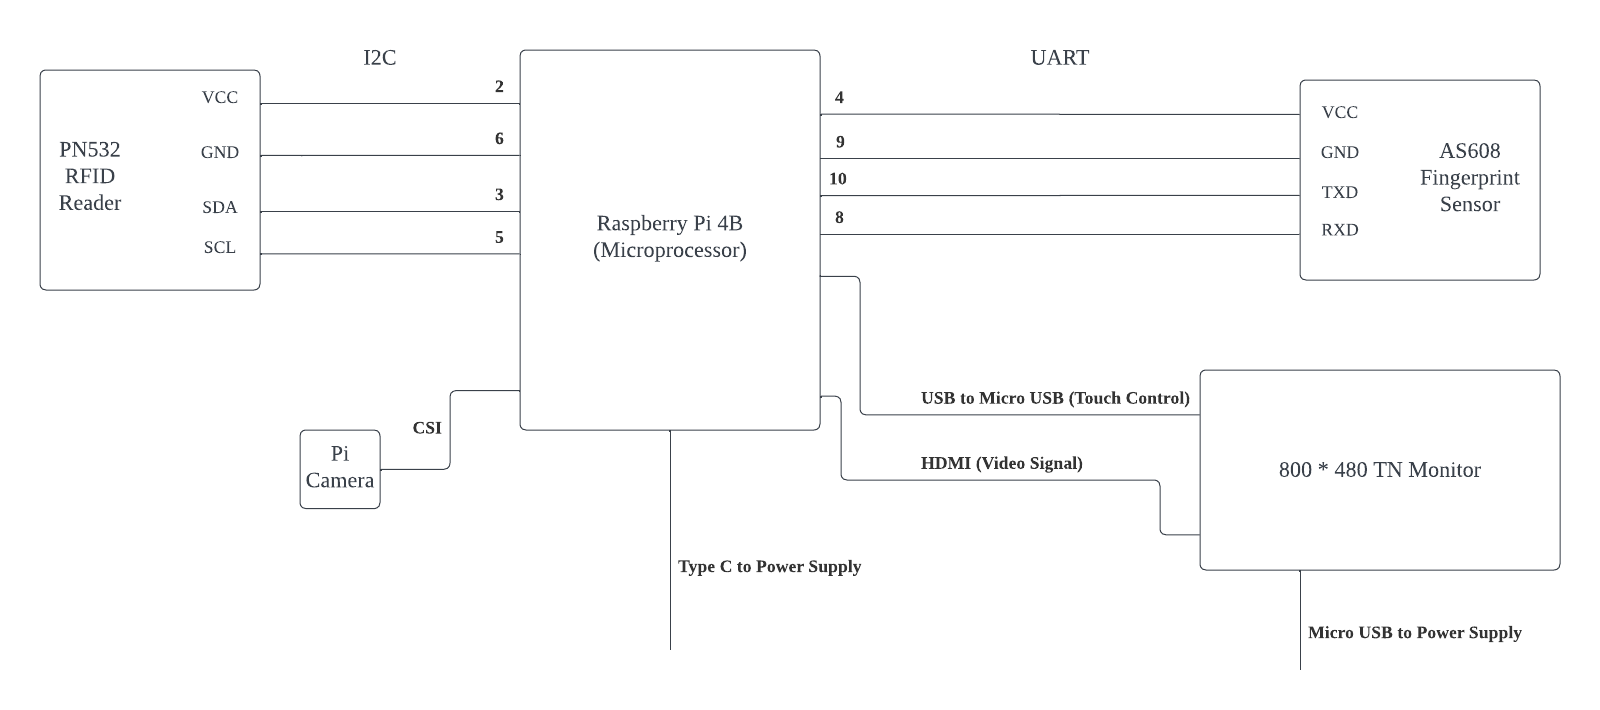 I2C
UART
PN532
RFID
Reader
VCC
GND
SDA
SCL
2
6
3
5
Raspberry Pi 4B
(Microprocessor)
4
9
10
8
VCC
GND
TXD
RXD
AS608
Fingerprint
Sensor
CSI
Pi
Camera
USB to Micro USB (Touch Control)
HDMI (Video Signal)
800 * 480 TN Monitor
Type C to Power Supply
Micro USB to Power Supply